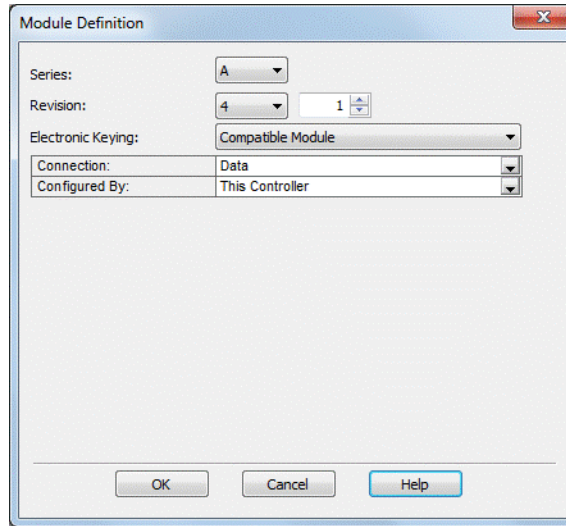 Module Definition
Series: A
Revision: 4 1
Electronic Keying: Compatible Module
Connection: Data
Configured By: This Controller
OK Cancel Help